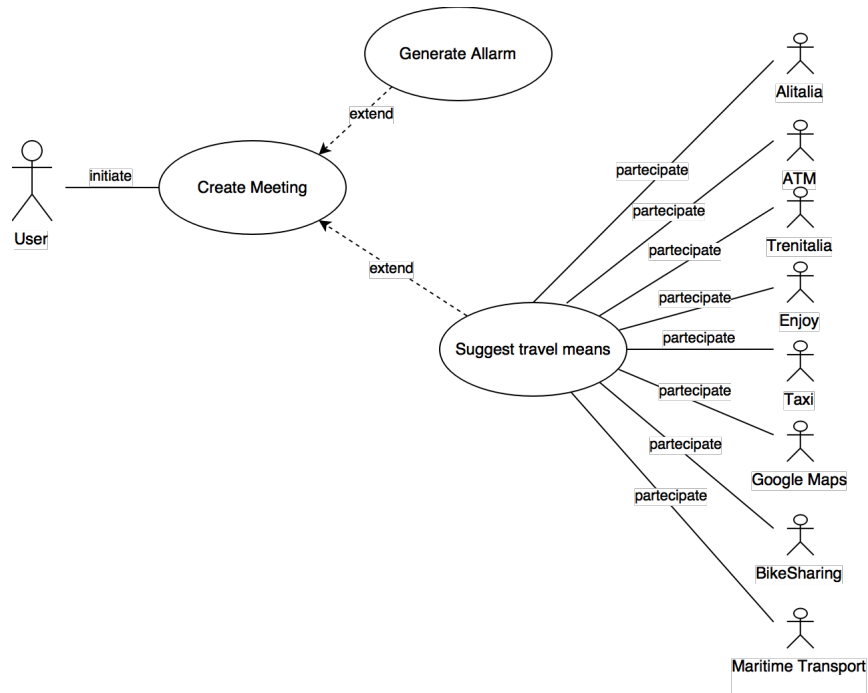 Generate Allarm
Alitalia
extend
initiate
Create Meeting
partecipate
ATM
User
partecipate
Trenitalia
partecipate
extend
partecipate
Enjoy
partecipate
Suggest travel means
Taxi
partecipate
partecipate
Google Maps
partecipate
BikeSharing
Maritime Transport